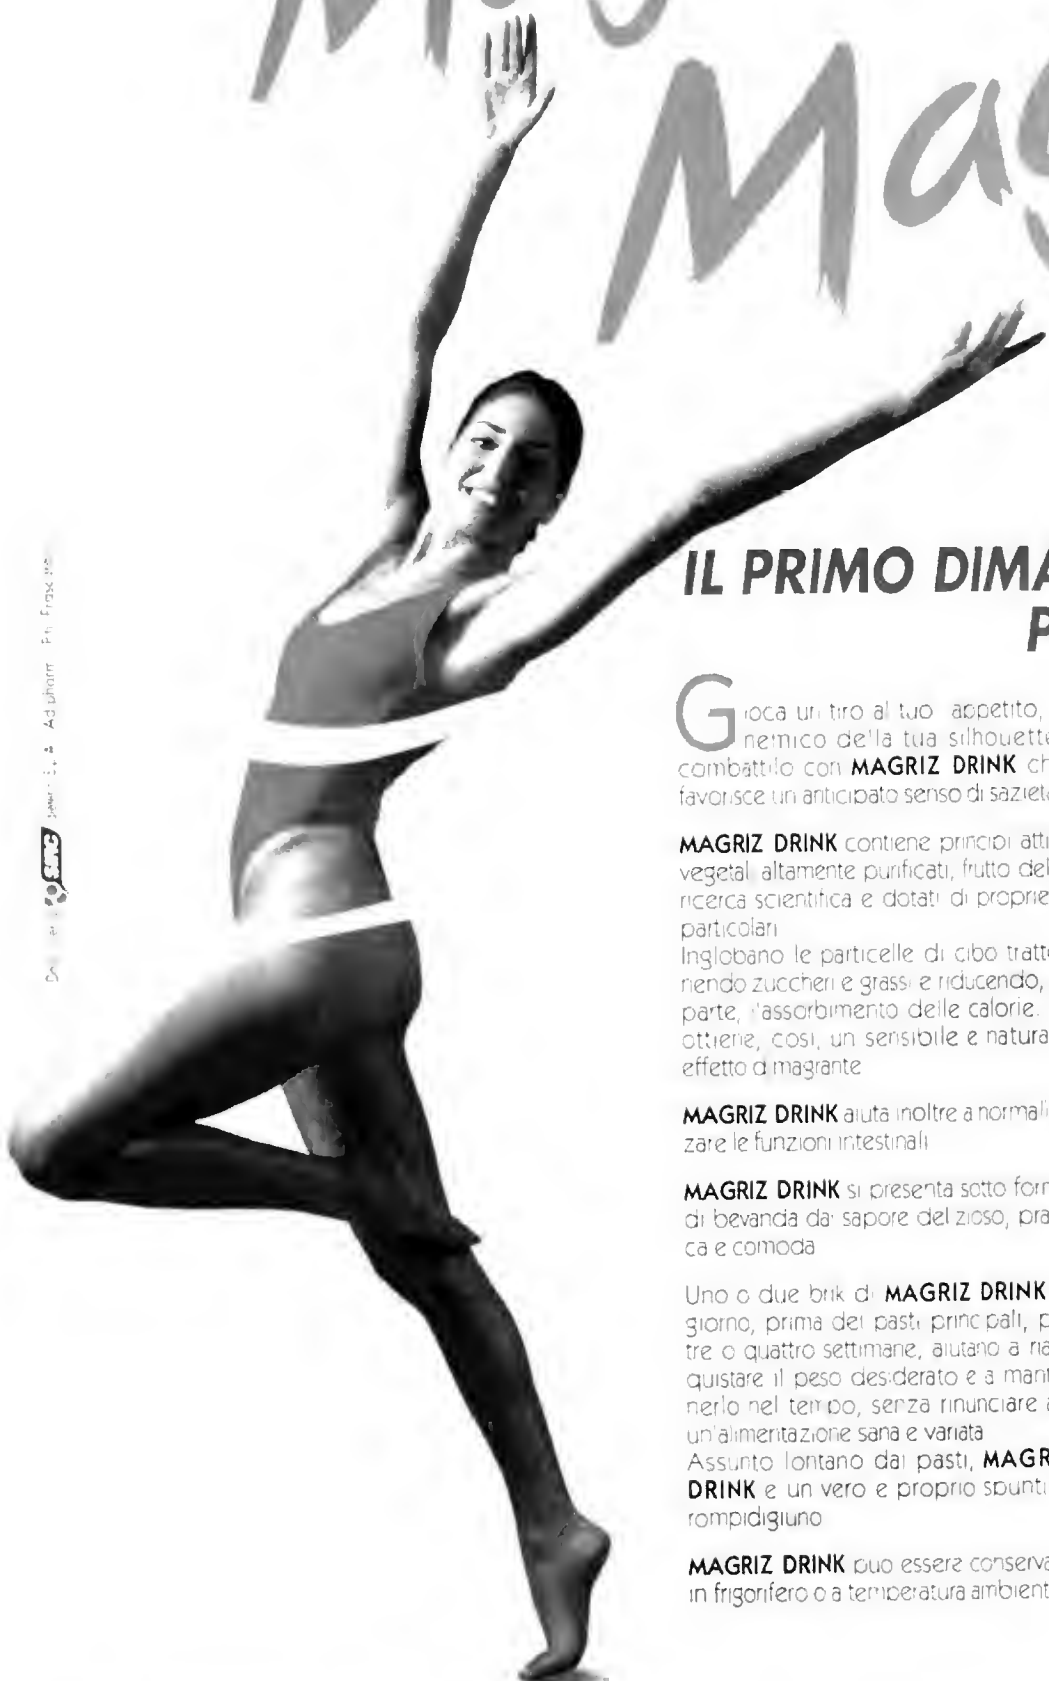 Mag
IL PRIMO DIMA
P
Gioca un tiro al tuo appetito,
nemico della tua silhouette
combattilo con MAGRIZ DRINK ch
favorisce un anticipato senso di sazietà
MAGRIZ DRINK contiene principi atti
vegetali altamente purificati, frutto del
ricerca scientifica e dotati di proprie
particolari
Inglobano le particelle di cibo tratte
nendo zuccheri e grassi e riducendo,
parte, l'assorbimento delle calorie.
ottiene, così, un sensibile e natura
effetto dimagrante
MAGRIZ DRINK aiuta inoltre a normali
zare le funzioni intestinali
MAGRIZ DRINK si presenta sotto form
di bevanda dal sapore delizioso, pra
ca e comoda
Uno o due brik di MAGRIZ DRINK
giorno, prima dei pasti principali, p
tre o quattro settimane, aiutano a ria
quistare il peso desiderato e a mant
nerlo nel tempo, senza rinunciare a
un'alimentazione sana e variata
Assunto lontano dai pasti, MAGR
DRINK e un vero e proprio spunti
rompidigiuno
MAGRIZ DRINK puo essere conserva
in frigorifero o a temperatura ambient